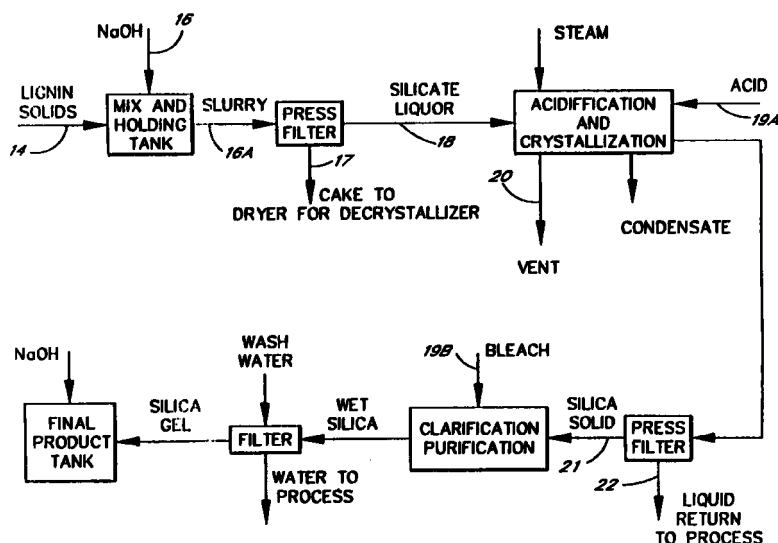 NaOH
16
LIGNIN
SOLIDS
14
MIX AND
HOLDING
TANK
SLURRY
16A
PRESS
FILTER
17
CAKE TO
DRYER FOR DECRYSTALLIZER
SILICATE
LIQUOR
18
STEAM
ACIDIFFICATION
AND
CRYSTALLIZATION
ACID
19A
20
VENT
CONDENSATE
NaOH
FINAL
PRODUCT
TANK
SILICA
GEL
WASH
WATER
FILTER
WATER TO
PROCESS
WET
SILICA
19B
BLEACH
CLARIFICATION
PURIFICATION
SILICA
SOLID
21
PRESS
FILTER
22
LIQUID
RETURN
TO PROCESS